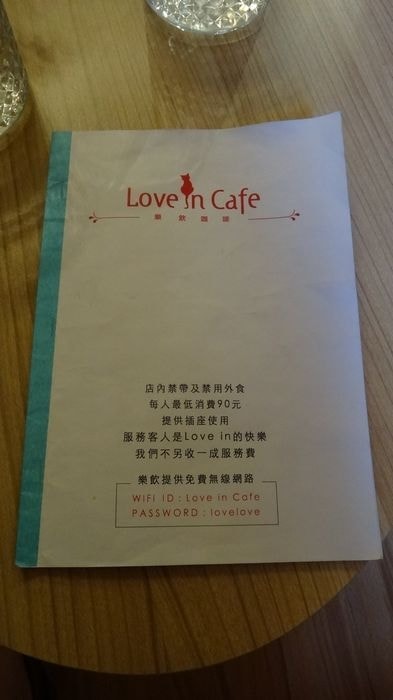 Love in Cafe
樂飲咖啡
店內禁帶及禁用外食
每人最低消費90元
提供插座使用
服務客人是Love in的快樂
我們不另收一成服務費
樂飲提供免費無線網路
WIFI ID : Love in Cafe
PASSWORD : lovelove